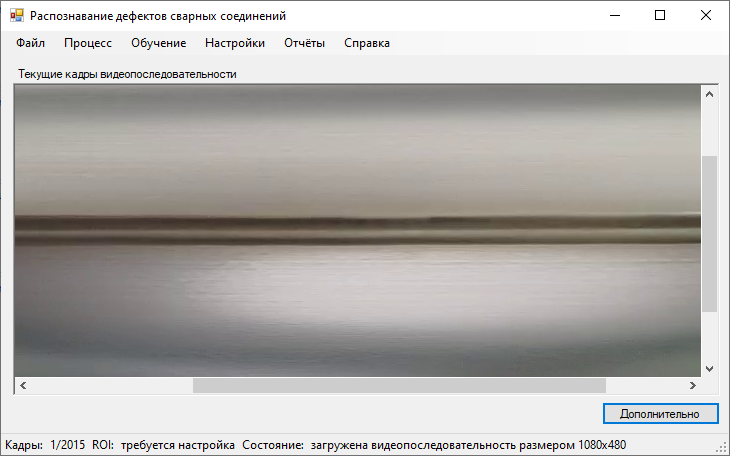 Распознавание дефектов сварных соединений
Файл Процесс Обучение Настройки Отчёты Справка
Текущие кадры видеопоследовательности
Дополнительно
Кадры: 1/2015 ROI: требуется настройка Состояние: загружена видеопоследовательность размером 1080x480